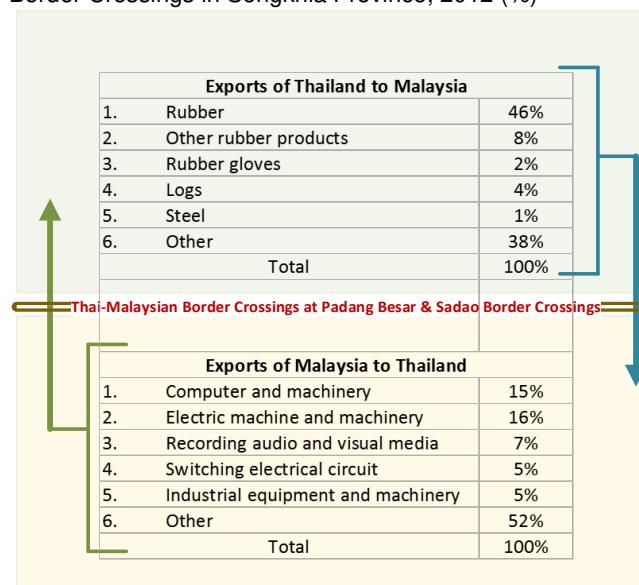 Border Crossings in Songkhla Province, 2012 (%)
Exports of Thailand to Malaysia
1. Rubber 46%
2. Other rubber products 8%
3. Rubber gloves 2%
4. Logs 4%
5. Steel 1%
6. Other 38%
Total 100%
Thai-Malaysian Border Crossings at Padang Besar & Sadao Border Crossings
Exports of Malaysia to Thailand
1. Computer and machinery 15%
2. Electric machine and machinery 16%
3. Recording audio and visual media 7%
4. Switching electrical circuit 5%
5. Industrial equipment and machinery 5%
6. Other 52%
Total 100%